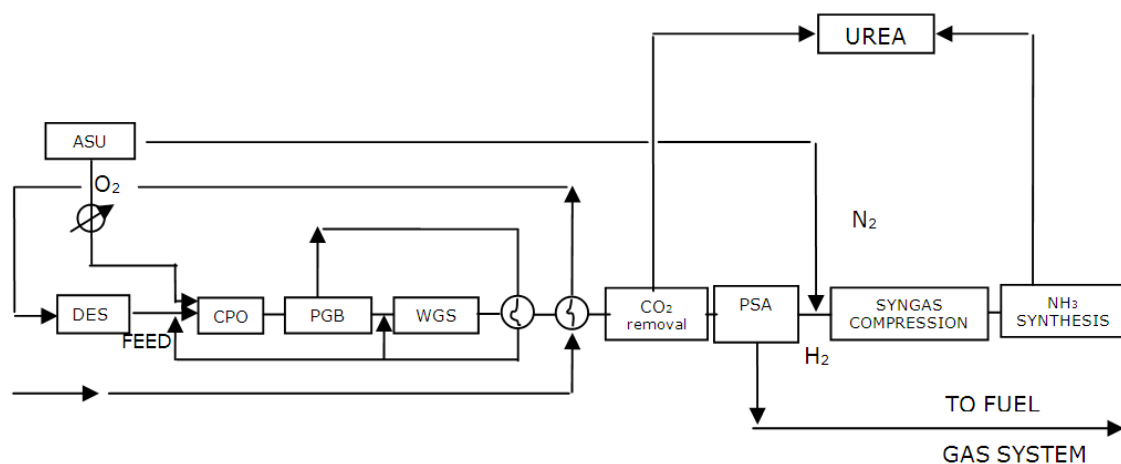 UREA
ASU
O₂
N₂
DES
FEED
CPO
PGB
WGS
CO₂
removal
PSA
H₂
SYNGAS
COMPRESSION
NH₃
SYNTHESIS
TO FUEL
GAS SYSTEM